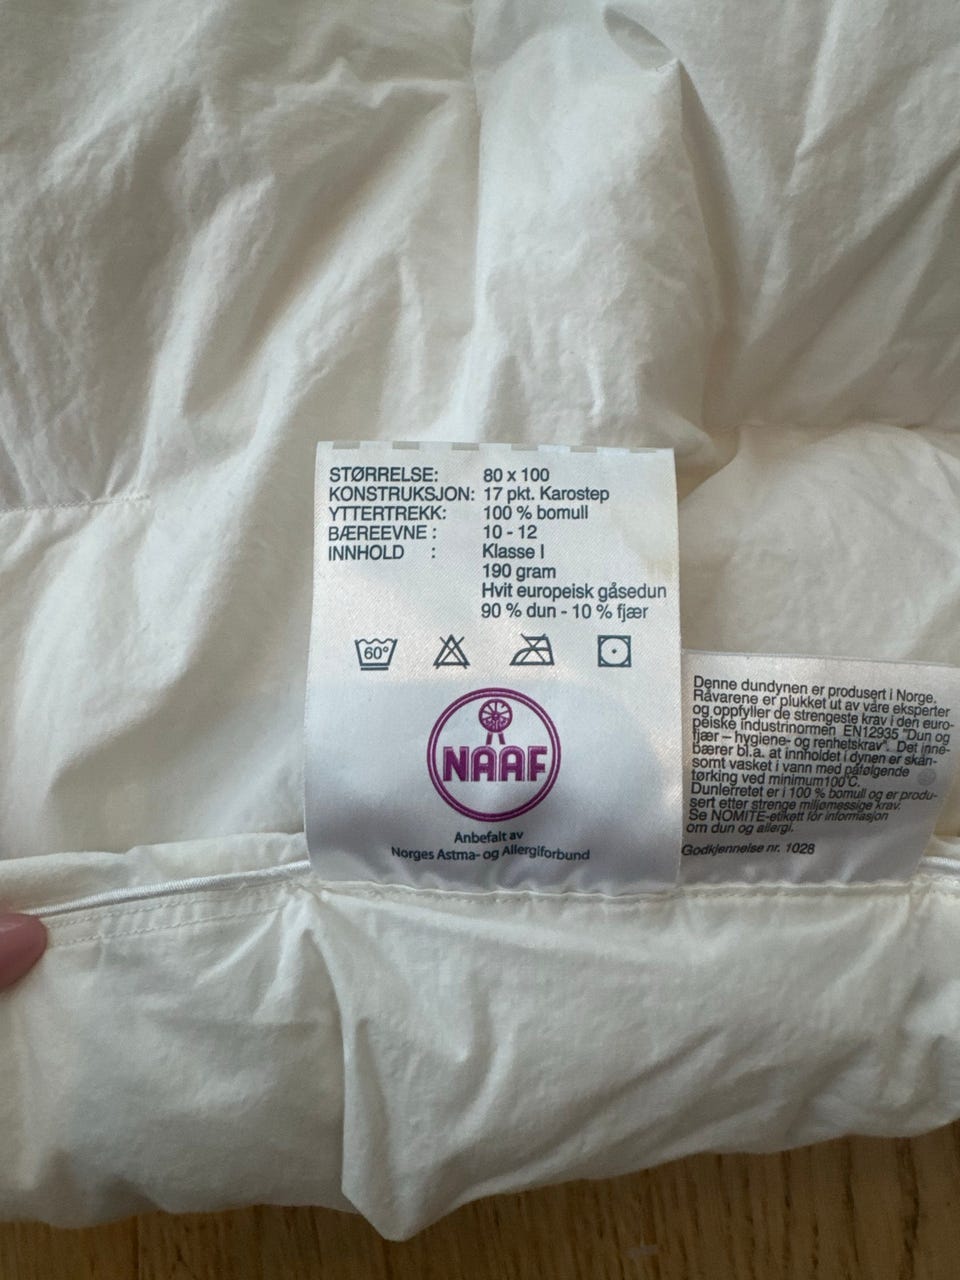 STØRRELSE: 80 x 100
KONSTRUKSJON: 17 pkt. Karostep
YTTERTREKK: 100 % bomull
BÆREEVNE : 10 - 12
INNHOLD : Klasse I
190 gram
Hvit europeisk gåsedun
90 % dun - 10 % fjær
60°
NAAF
Anbefalt av
Norges Astma- og Allergiforbund
Denne dundynen er produsert i Norge.
Råvarene er plukket ut av våre eksperter
og oppfyller de strengeste krav i den euro-
peiske industrinormen EN12935 "Dun og
fjær – hygiene- og renhetskrav". Det inne-
bærer bl.a. at innholdet i dynen er skån-
somt vasket i vann med påfølgende
tørking ved minimum100°C.
Dunlerretet er i 100 % bomull og er produ-
sert etter strenge miljømessige krav.
Se NOMITE-etikett for informasjon
om dun og allergi.
Godkjennelse nr. 1028